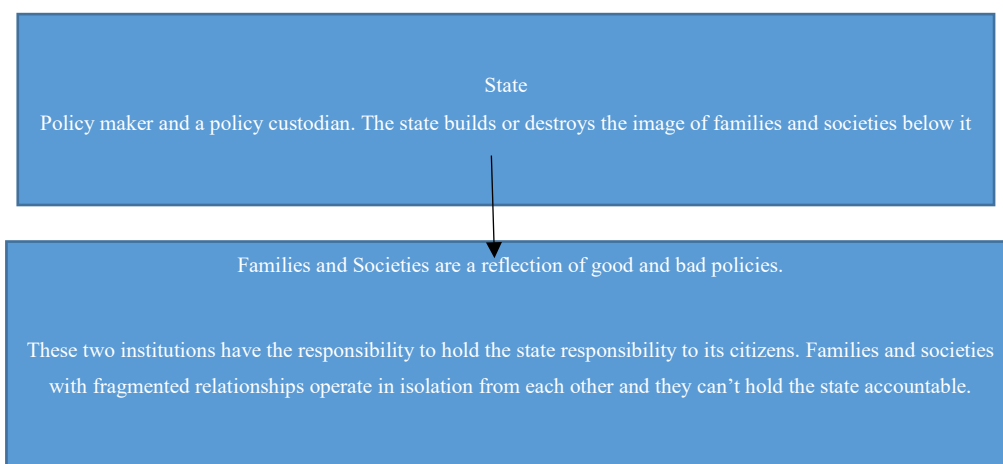 State
Policy maker and a policy custodian. The state builds or destroys the image of families and societies below it
Families and Societies are a reflection of good and bad policies.
These two institutions have the responsibility to hold the state responsibility to its citizens. Families and societies
with fragmented relationships operate in isolation from each other and they can’t hold the state accountable.